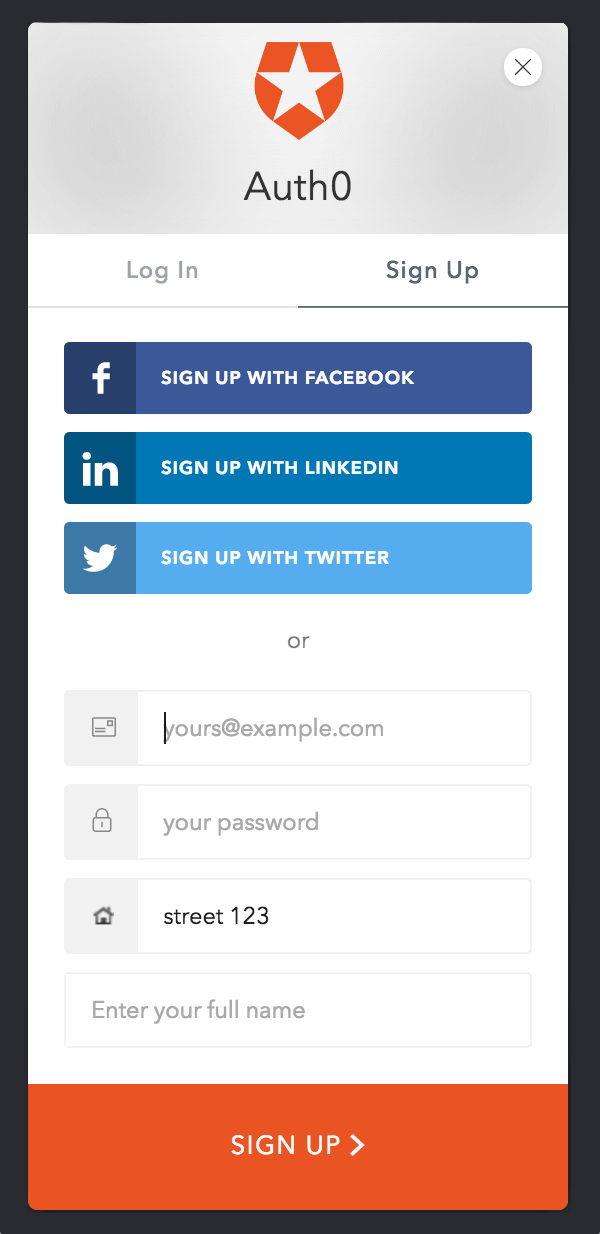 Auth0
Log In
Sign Up
SIGN UP WITH FACEBOOK
in
SIGN UP WITH LINKEDIN
SIGN UP WITH TWITTER
or
yours@example.com
your password
street 123
Enter your full name
SIGN UP